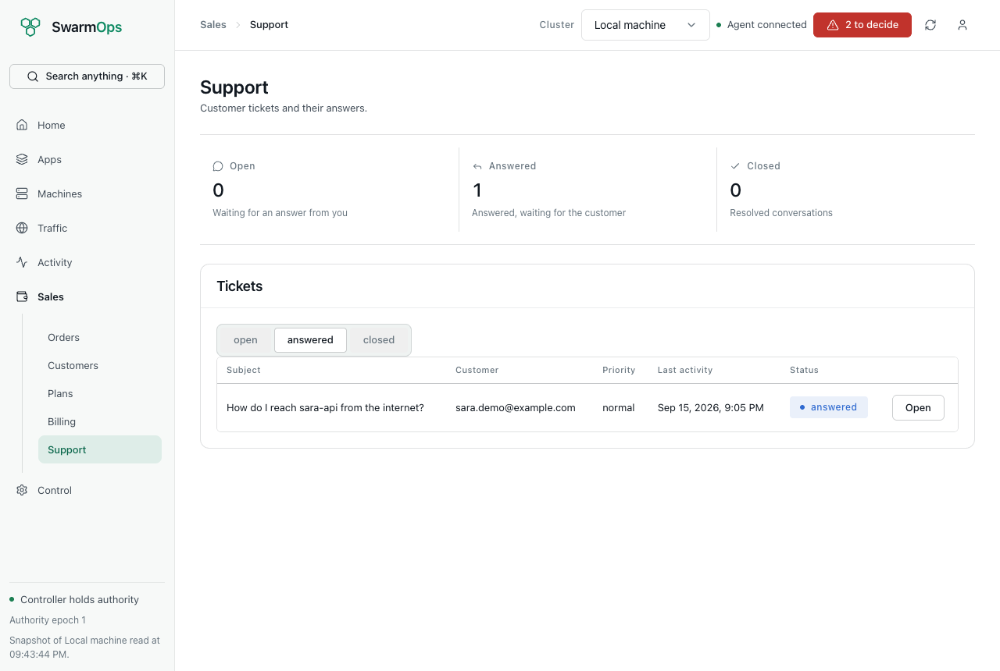 SwarmOps
Search anything · ⌘K
Home
Apps
Machines
Traffic
Activity
Sales
Orders
Customers
Plans
Billing
Support
Control
Controller holds authority
Authority epoch 1
Snapshot of Local machine read at
09:43:44 PM.
Sales > Support
Cluster Local machine Agent connected 2 to decide
Support
Customer tickets and their answers.
Open Answered Closed
0 1 0
Waiting for an answer from you Answered, waiting for the customer Resolved conversations
Tickets
open answered closed
Subject Customer Priority Last activity Status
How do I reach sara-api from the internet? sara.demo@example.com normal Sep 15, 2026, 9:05 PM answered Open